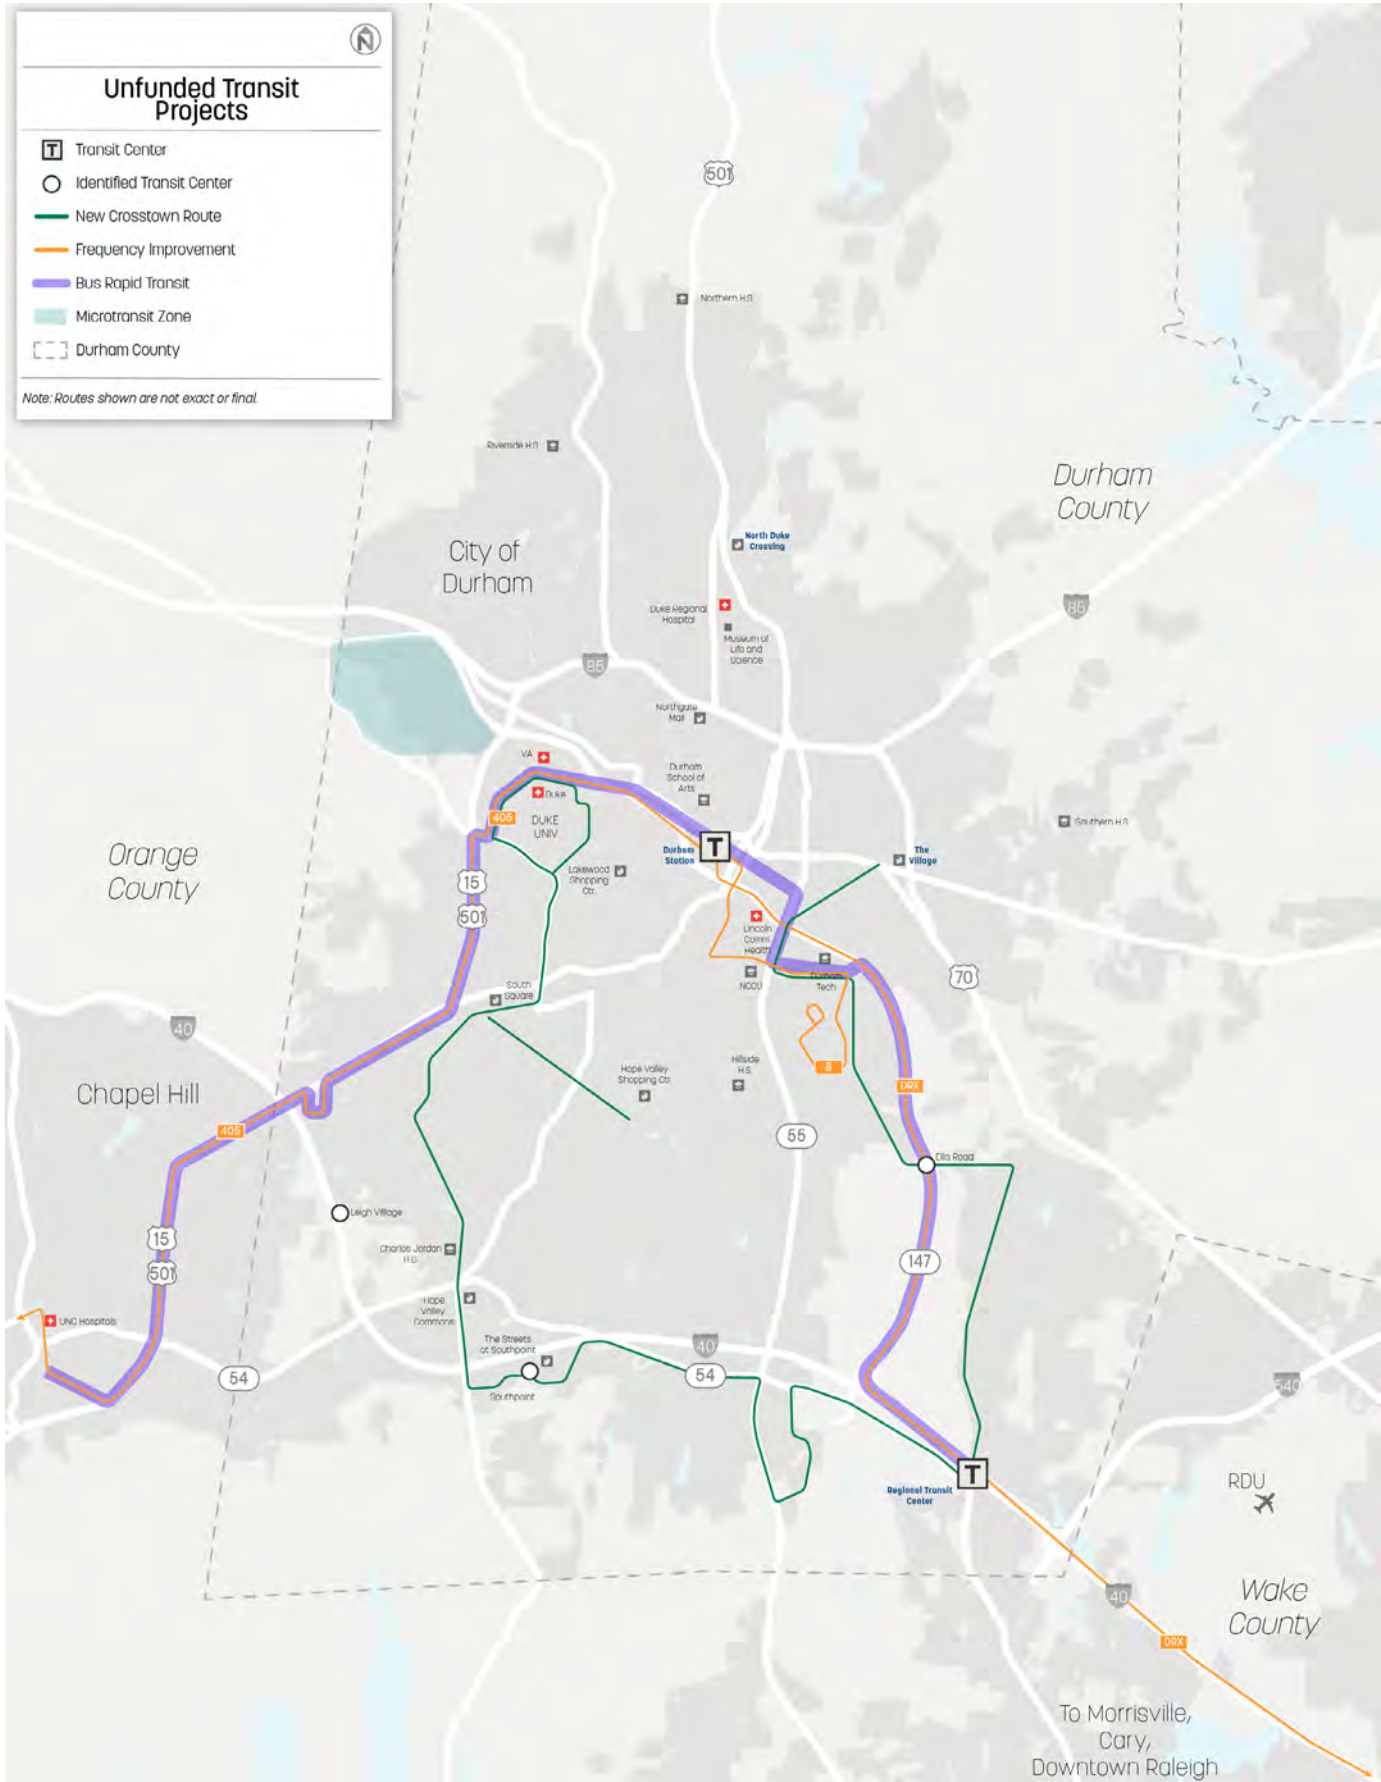 N
Unfunded Transit
Projects
T Transit Center
Identified Transit Center
New Crosstown Route
Frequency Improvement
Bus Rapid Transit
Microtransit Zone
Durham County
Note: Routes shown are not exact or final.
501
Northern H.S.
Riverside H.S.
Durham
County
North Duke
Crossing
City of
Durham
85
Duke Regional
Hospital
Museum of
Life and
Science
85
Northgate
Mall
VA
Durham
School of
Arts
Duke
405
DUKE
UNIV
Southern H.S.
T
Durham
Station
The
Village
Orange
County
Lakewood
Shopping
Ctr.
15
501
Lincoln
Comm
Health
Durham
Tech
NCCU
70
South
Square
40
Hillside
H.S.
Hope Valley
Shopping Ctr
8
DRX
Chapel Hill
405
55
Ellis Road
Leigh Village
15
501
Charles Jordan
H.S.
147
Hope
Valley
Commons
UNC Hospitals
The Streets
at Southpoint
40
54
54
Southpoint
540
T
Regional Transit
Center
RDU
40
Wake
County
DRX
To Morrisville,
Cary,
Downtown Raleigh